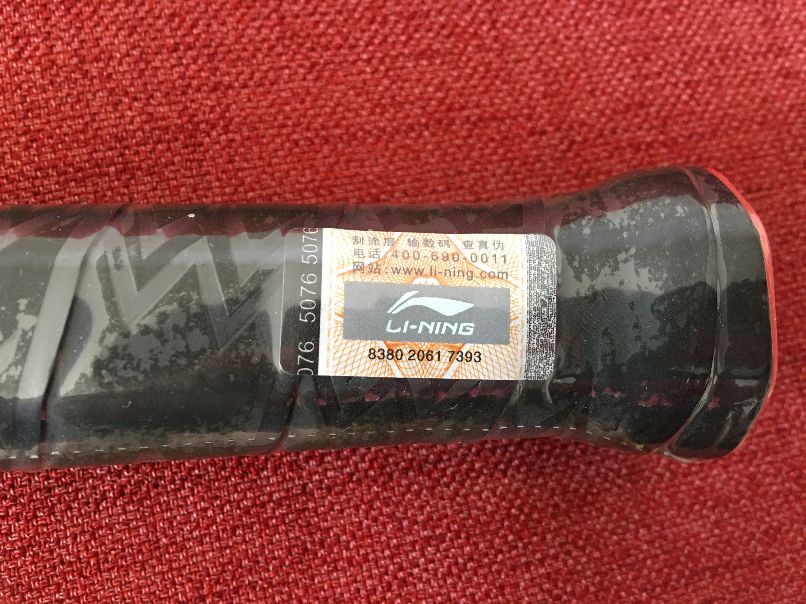 刮涂层 输数码 查真伪
电话 400-690-0011
网站:www.li-ning.com
LI-NING
8380 2061 7393
076 5076 5076